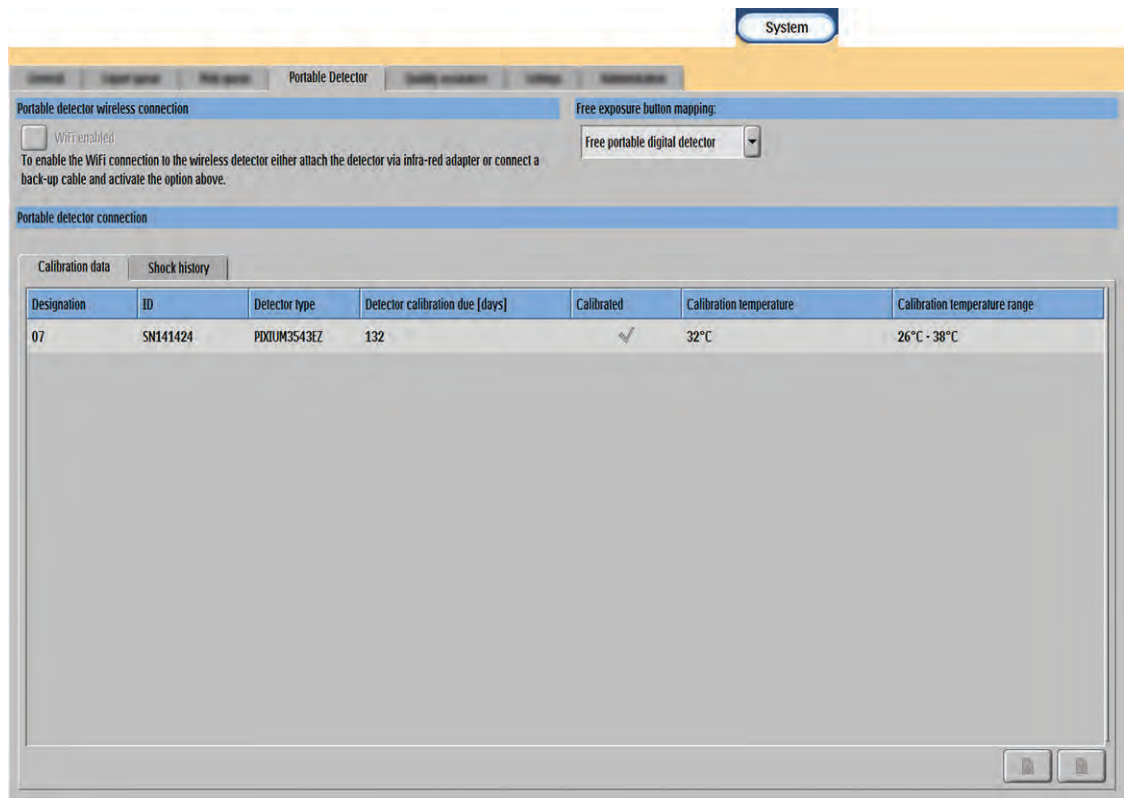 System
Portable Detector
Portable detector wireless connection
Free exposure button mapping:
WiFi enabled
Free portable digital detector
To enable the WiFi connection to the wireless detector either attach the detector via infra-red adapter or connect a
back-up cable and activate the option above.
Portable detector connection
Calibration data Shock history
Designation ID Detector type Detector calibration due [days] Calibrated Calibration temperature Calibration temperature range
07 SN141424 PIXIUM3543EZ 132 32°C 26°C - 38°C